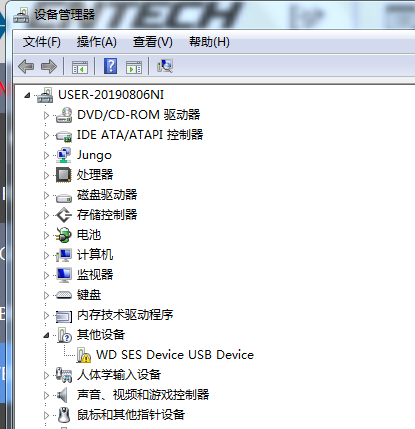 设备管理器
文件(F) 操作(A) 查看(V) 帮助(H)
USER-20190806NI
DVD/CD-ROM 驱动器
IDE ATA/ATAPI 控制器
Jungo
处理器
磁盘驱动器
存储控制器
电池
计算机
监视器
键盘
内存技术驱动程序
其他设备
WD SES Device USB Device
人体学输入设备
声音、视频和游戏控制器
鼠标和其他指针设备